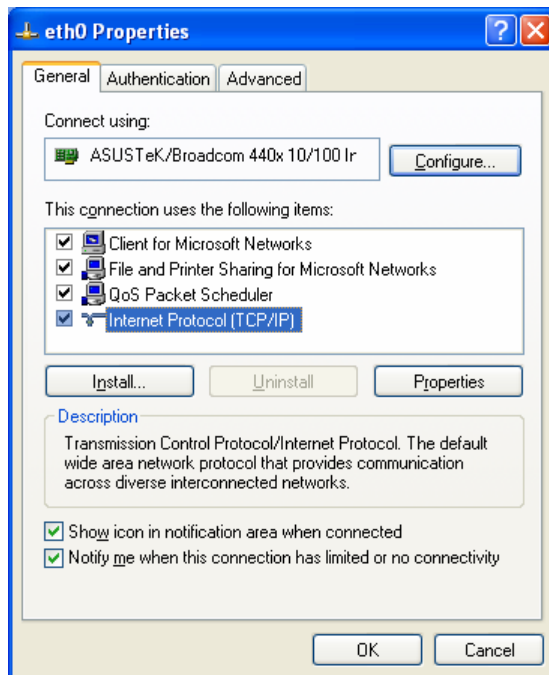 eth0 Properties
General
Authentication
Advanced
Connect using:
ASUSTeK/Broadcom 440x 10/100 Ir
Configure...
This connection uses the following items:
Client for Microsoft Networks
File and Printer Sharing for Microsoft Networks
QoS Packet Scheduler
Internet Protocol (TCP/IP)
Install...
Uninstall
Properties
Description
Transmission Control Protocol/Internet Protocol. The default
wide area network protocol that provides communication
across diverse interconnected networks.
Show icon in notification area when connected
Notify me when this connection has limited or no connectivity
OK
Cancel